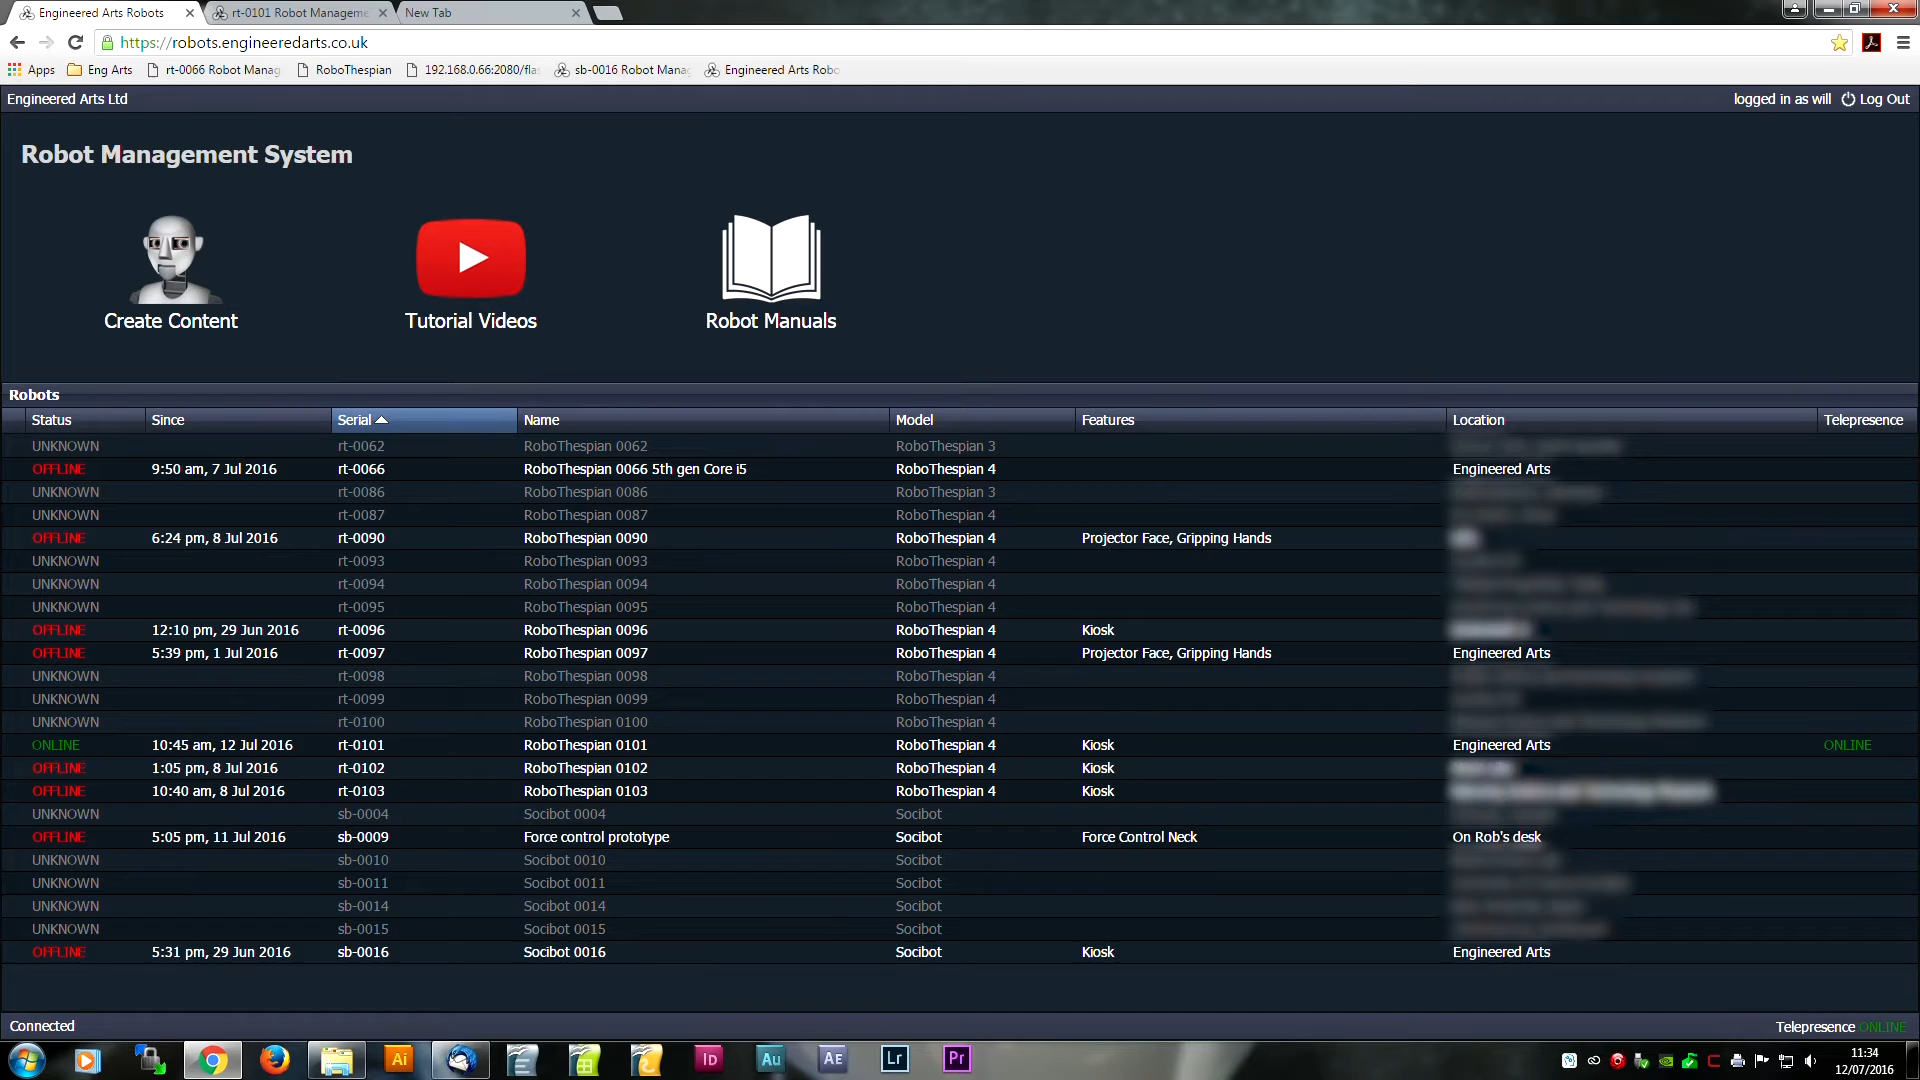 Engineered Arts Robots
rt-0101 Robot Manageme
New Tab
https://robots.engineeredarts.co.uk
Apps
Eng Arts
rt-0066 Robot Manag
RoboThespian
192.168.0.66:2080/fla
sb-0016 Robot Manag
Engineered Arts Robo
Engineered Arts Ltd
logged in as will Log Out
Robot Management System
Create Content
Tutorial Videos
Robot Manuals
Robots
Status Since Serial Name Model Features Location Telepresence
UNKNOWN rt-0062 RoboThespian 0062 RoboThespian 3
OFFLINE 9:50 am, 7 Jul 2016 rt-0066 RoboThespian 0066 5th gen Core i5 RoboThespian 4 Engineered Arts
UNKNOWN rt-0086 RoboThespian 0086 RoboThespian 3
UNKNOWN rt-0087 RoboThespian 0087 RoboThespian 4
OFFLINE 6:24 pm, 8 Jul 2016 rt-0090 RoboThespian 0090 RoboThespian 4 Projector Face, Gripping Hands
UNKNOWN rt-0093 RoboThespian 0093 RoboThespian 4
UNKNOWN rt-0094 RoboThespian 0094 RoboThespian 4
UNKNOWN rt-0095 RoboThespian 0095 RoboThespian 4
OFFLINE 12:10 pm, 29 Jun 2016 rt-0096 RoboThespian 0096 RoboThespian 4 Kiosk
OFFLINE 5:39 pm, 1 Jul 2016 rt-0097 RoboThespian 0097 RoboThespian 4 Projector Face, Gripping Hands Engineered Arts
UNKNOWN rt-0098 RoboThespian 0098 RoboThespian 4
UNKNOWN rt-0099 RoboThespian 0099 RoboThespian 4
UNKNOWN rt-0100 RoboThespian 0100 RoboThespian 4
ONLINE 10:45 am, 12 Jul 2016 rt-0101 RoboThespian 0101 RoboThespian 4 Kiosk Engineered Arts ONLINE
OFFLINE 1:05 pm, 8 Jul 2016 rt-0102 RoboThespian 0102 RoboThespian 4 Kiosk
OFFLINE 10:40 am, 8 Jul 2016 rt-0103 RoboThespian 0103 RoboThespian 4 Kiosk
UNKNOWN sb-0004 Socibot 0004 Socibot
OFFLINE 5:05 pm, 11 Jul 2016 sb-0009 Force control prototype Socibot Force Control Neck On Rob's desk
UNKNOWN sb-0010 Socibot 0010 Socibot
UNKNOWN sb-0011 Socibot 0011 Socibot
UNKNOWN sb-0014 Socibot 0014 Socibot
UNKNOWN sb-0015 Socibot 0015 Socibot
OFFLINE 5:31 pm, 29 Jun 2016 sb-0016 Socibot 0016 Socibot Kiosk Engineered Arts
Connected
Telepresence ONLINE
Ai
Id
Au
AE
Lr
Pr
11:34
12/07/2016